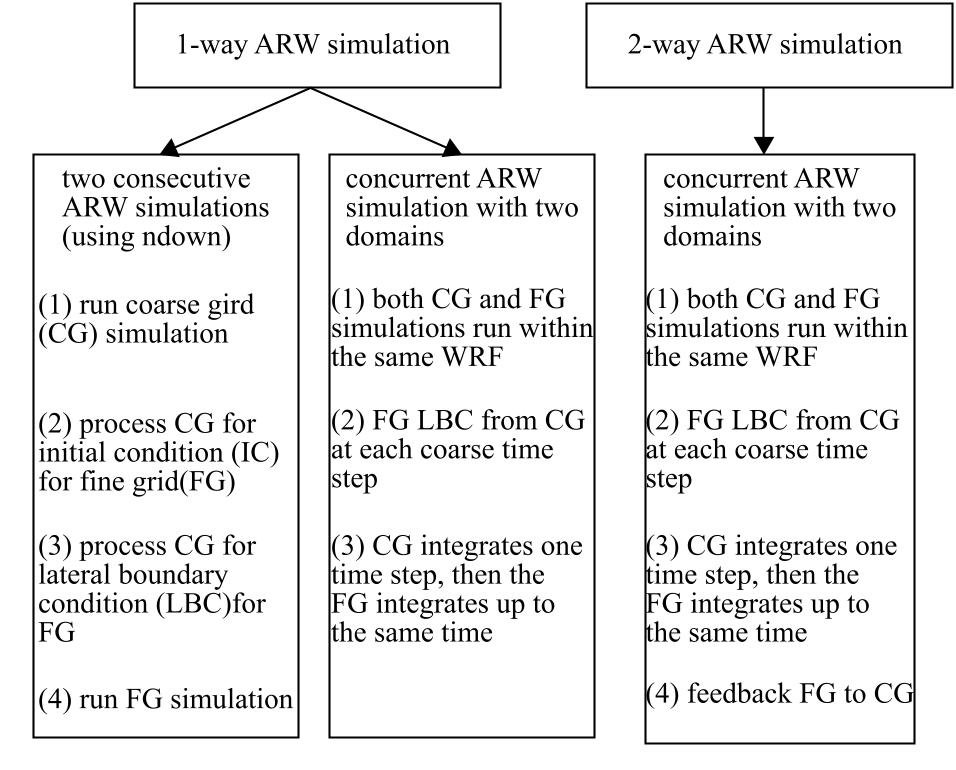 1-way ARW simulation
2-way ARW simulation
two consecutive
ARW simulations
(using ndown)
(1) run coarse gird
(CG) simulation
(2) process CG for
initial condition (IC)
for fine grid(FG)
(3) process CG for
lateral boundary
condition (LBC)for
FG
(4) run FG simulation
concurrent ARW
simulation with two
domains
(1) both CG and FG
simulations run within
the same WRF
(2) FG LBC from CG
at each coarse time
step
(3) CG integrates one
time step, then the
FG integrates up to
the same time
concurrent ARW
simulation with two
domains
(1) both CG and FG
simulations run within
the same WRF
(2) FG LBC from CG
at each coarse time
step
(3) CG integrates one
time step, then the
FG integrates up to
the same time
(4) feedback FG to CG